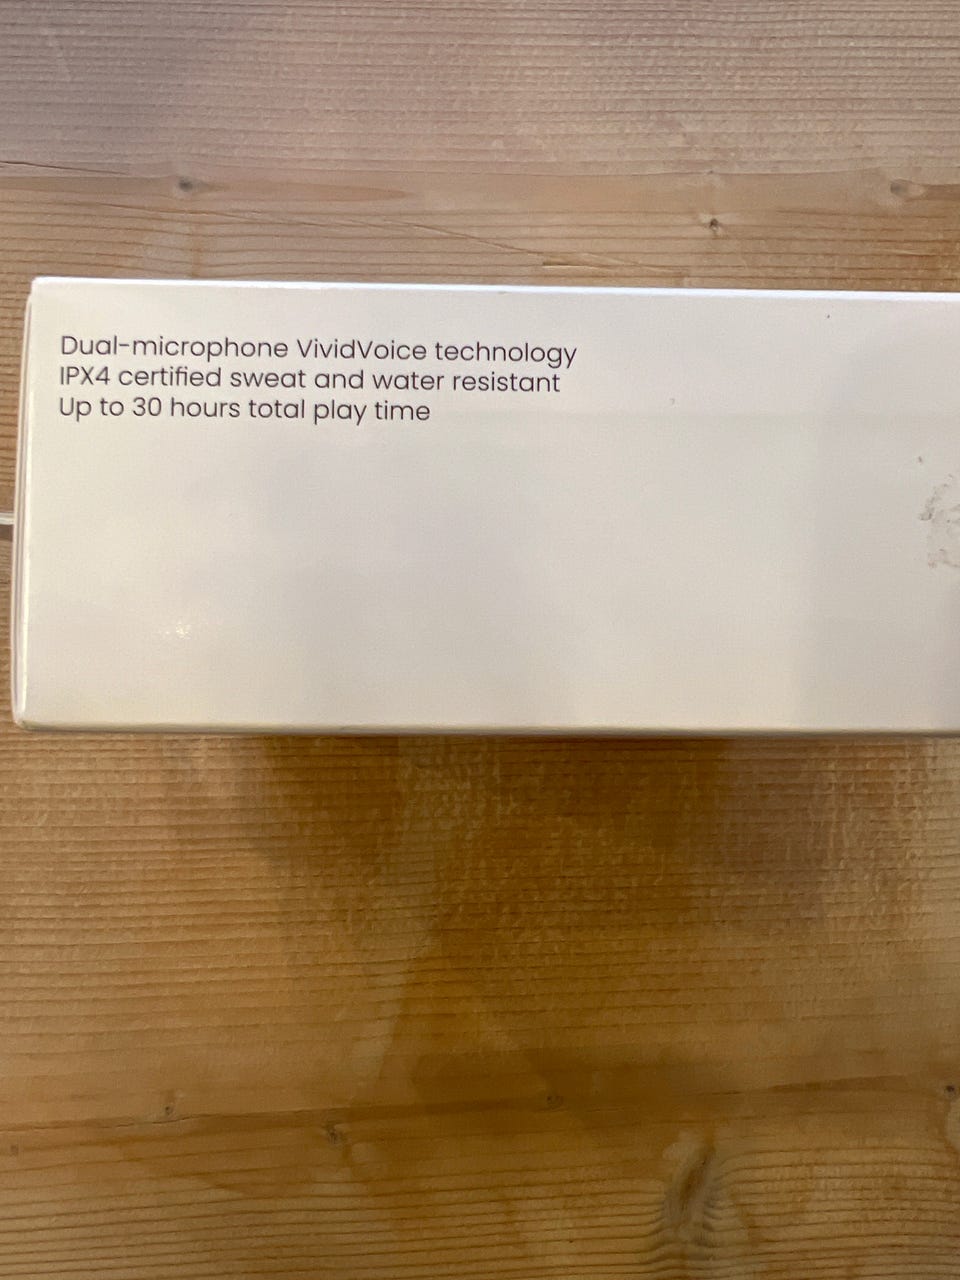 Dual-microphone VividVoice technology
IPX4 certified sweat and water resistant
Up to 30 hours total play time